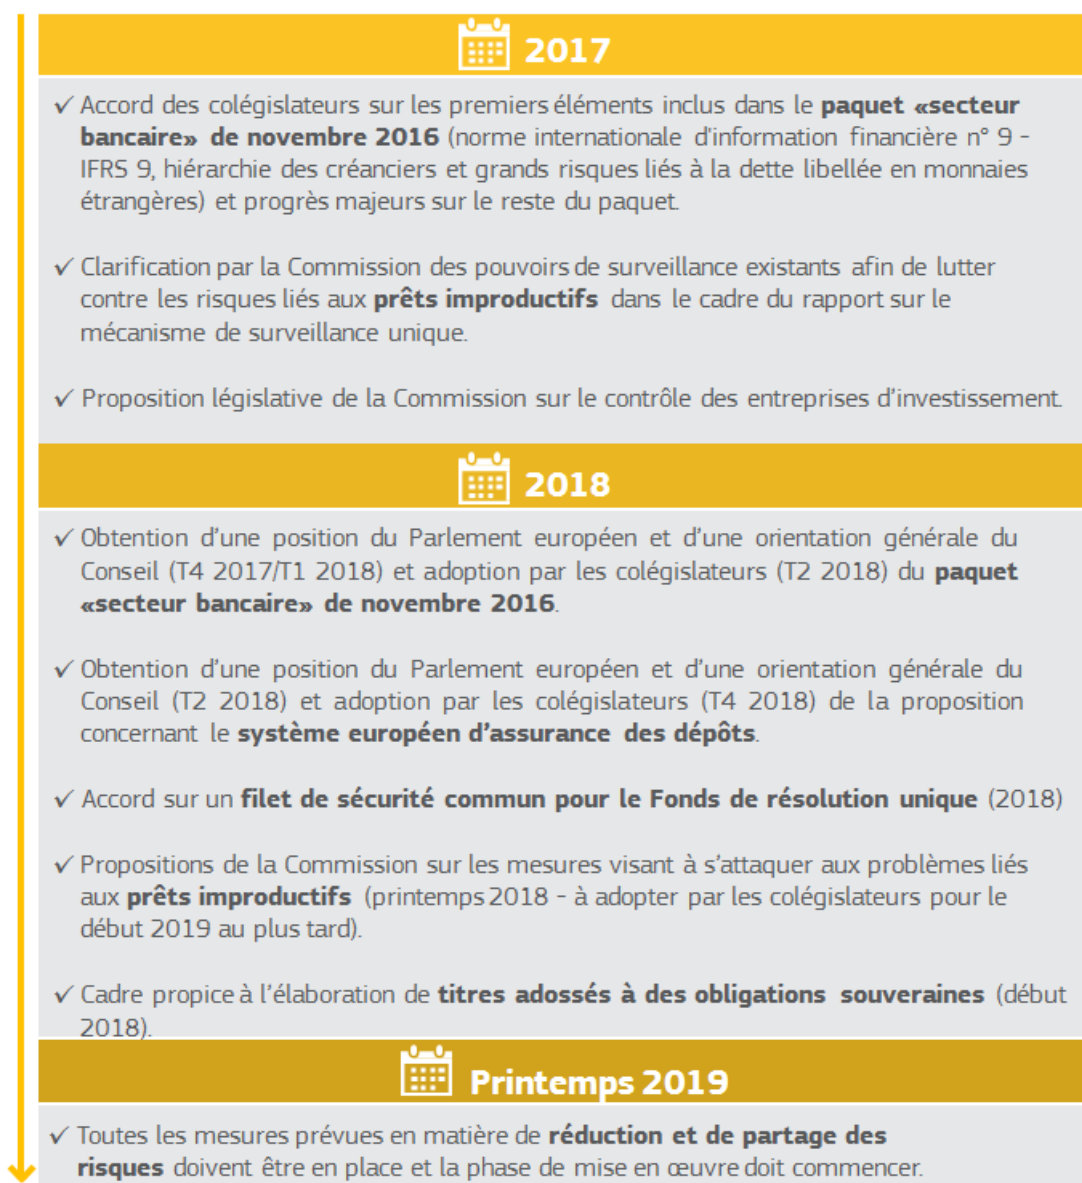 2017
✓ Accord des colégislateurs sur les premiers éléments inclus dans le paquet «secteur
bancaire» de novembre 2016 (norme internationale d'information financière n° 9 -
IFRS 9, hiérarchie des créanciers et grands risques liés à la dette libellée en monnaies
étrangères) et progrès majeurs sur le reste du paquet.
✓ Clarification par la Commission des pouvoirs de surveillance existants afin de lutter
contre les risques liés aux prêts improductifs dans le cadre du rapport sur le
mécanisme de surveillance unique.
✓ Proposition législative de la Commission sur le contrôle des entreprises d'investissement.
2018
✓ Obtention d'une position du Parlement européen et d'une orientation générale du
Conseil (T4 2017/T1 2018) et adoption par les colégislateurs (T2 2018) du paquet
«secteur bancaire» de novembre 2016.
✓ Obtention d'une position du Parlement européen et d'une orientation générale du
Conseil (T2 2018) et adoption par les colégislateurs (T4 2018) de la proposition
concernant le système européen d'assurance des dépôts.
✓ Accord sur un filet de sécurité commun pour le Fonds de résolution unique (2018)
✓ Propositions de la Commission sur les mesures visant à s'attaquer aux problèmes liés
aux prêts improductifs (printemps 2018 - à adopter par les colégislateurs pour le
début 2019 au plus tard).
✓ Cadre propice à l'élaboration de titres adossés à des obligations souveraines (début
2018).
Printemps 2019
✓ Toutes les mesures prévues en matière de réduction et de partage des
risques doivent être en place et la phase de mise en œuvre doit commencer.